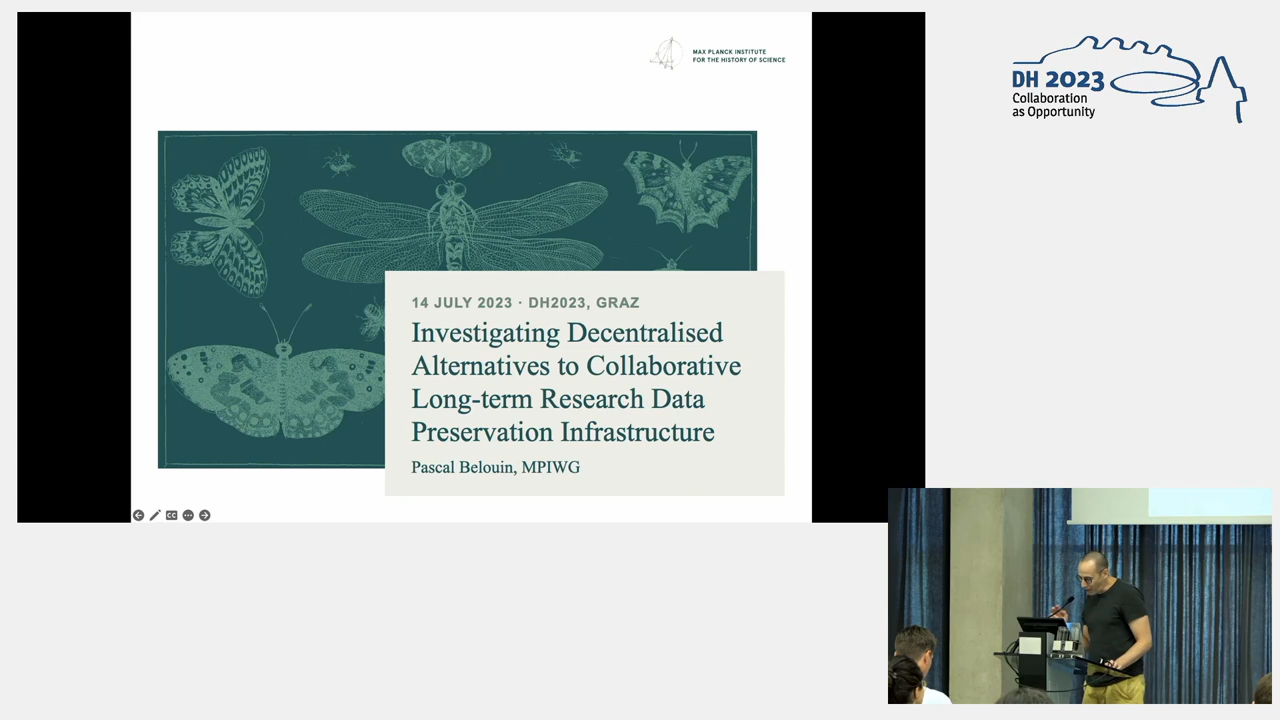 MAX PLANCK INSTITUTE
FOR THE HISTORY OF SCIENCE
DH 2023
Collaboration
as Opportunity
14 JULY 2023 · DH2023, GRAZ
Investigating Decentralised
Alternatives to Collaborative
Long-term Research Data
Preservation Infrastructure
Pascal Belouin, MPIWG
CC